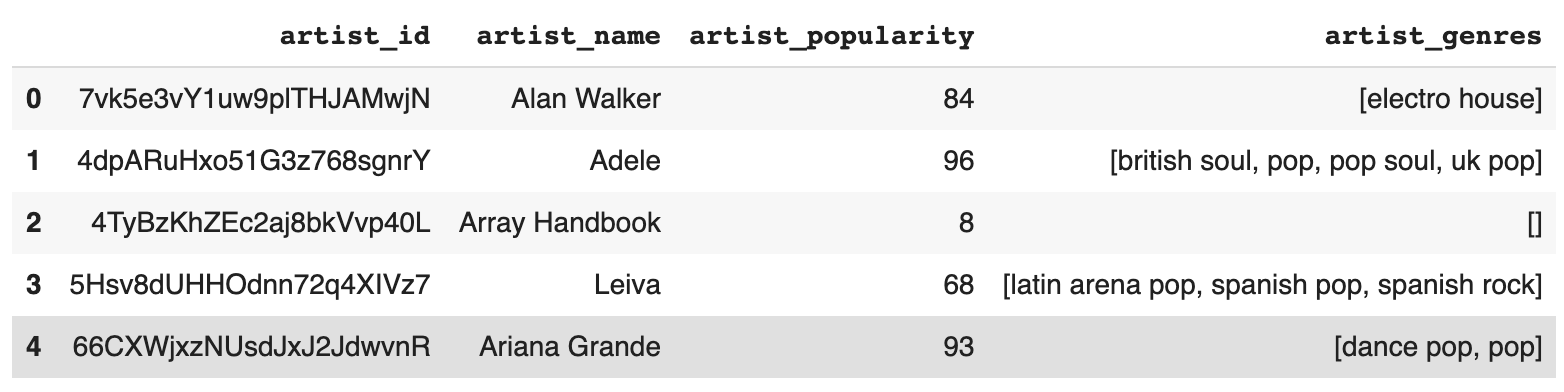 artist_id artist_name artist_popularity artist_genres
0 7vk5e3vY1uw9plTHJAMwjN Alan Walker 84 [electro house]
1 4dpARuHxo51G3z768sgnrY Adele 96 [british soul, pop, pop soul, uk pop]
2 4TyBzKhZEc2aj8bkVvp40L Array Handbook 8 []
3 5Hsv8dUHHOdnn72q4XIVz7 Leiva 68 [latin arena pop, spanish pop, spanish rock]
4 66CXWjxzNUsdJxJ2JdwvnR Ariana Grande 93 [dance pop, pop]